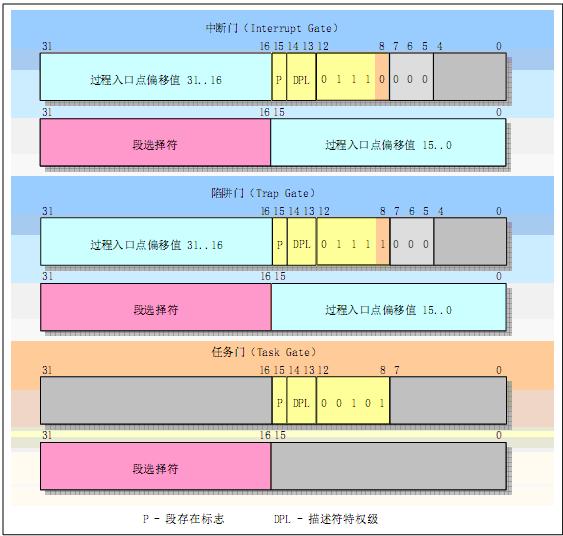 中断门(Interrupt Gate)
31 16 15 14 13 12 8 7 6 5 4 0
过程入口点偏移值 31..16 P DPL 0 1 1 1 0 0 0 0
31 16 15 0
段选择符 过程入口点偏移值 15..0
陷阱门(Trap Gate)
31 16 15 14 13 12 8 7 6 5 4 0
过程入口点偏移值 31..16 P DPL 0 1 1 1 1 0 0 0
31 16 15 0
段选择符 过程入口点偏移值 15..0
任务门(Task Gate)
31 16 15 14 13 12 8 7 0
P DPL 0 0 1 0 1
31 16 15 0
段选择符
P - 段存在标志 DPL - 描述符特权级